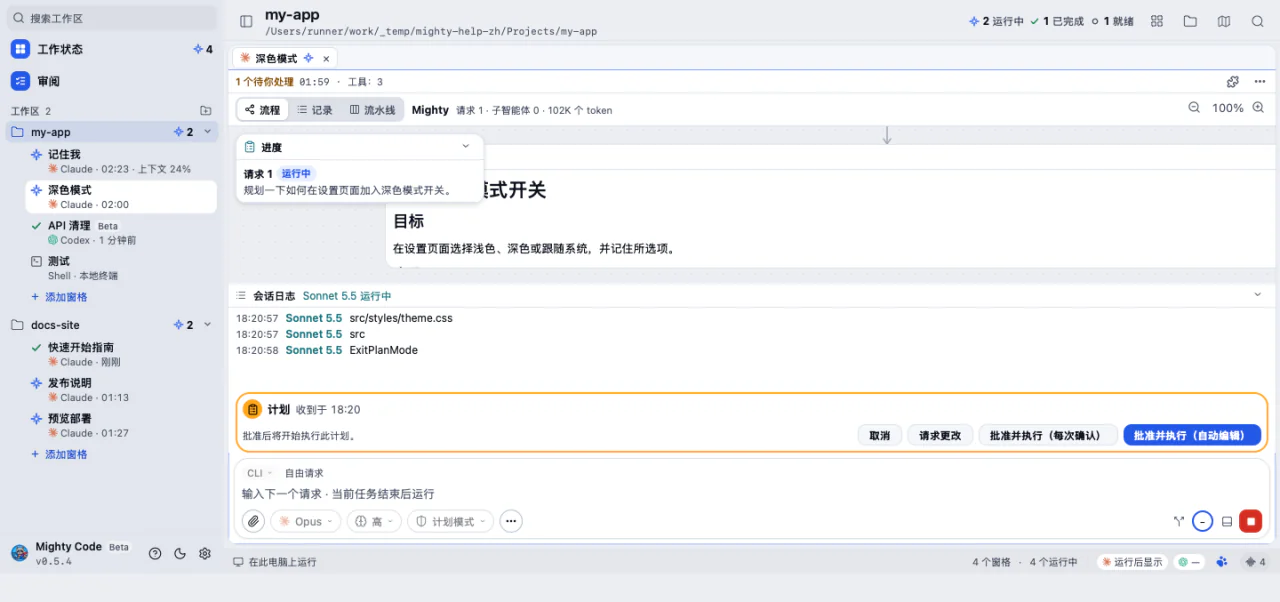 搜索工作区
工作状态 4
审阅
工作区 2
my-app 2
记住我
Claude · 02:23 · 上下文 24%
深色模式
Claude · 02:00
API 清理 Beta
Codex · 1 分钟前
测试
Shell · 本地终端
+ 添加窗格
docs-site 2
快速开始指南
Claude · 刚刚
发布说明
Claude · 01:13
预览部署
Claude · 01:27
+ 添加窗格
Mighty Code Beta
v0.5.4
my-app
/Users/runner/work/_temp/mighty-help-zh/Projects/my-app
2 运行中 1 已完成 1 就绪
深色模式
1 个待你处理 01:59 · 工具: 3
流程 记录 流水线 Mighty 请求 1 · 子智能体 0 · 102K 个 token
100%
进度
请求 1 运行中
规划一下如何在设置页面加入深色模式开关。
模式开关
目标
在设置页面选择浅色、深色或跟随系统，并记住所选项。
会话日志 Sonnet 5.5 运行中
18:20:57 Sonnet 5.5 src/styles/theme.css
18:20:57 Sonnet 5.5 src
18:20:58 Sonnet 5.5 ExitPlanMode
计划 收到于 18:20
批准后将开始执行此计划。
取消 请求更改 批准并执行（每次确认） 批准并执行（自动编辑）
CLI 自由请求
输入下一个请求 · 当前任务结束后运行
Opus 高 计划模式
在此电脑上运行
4 个窗格 · 4 个运行中 运行后显示 — 4